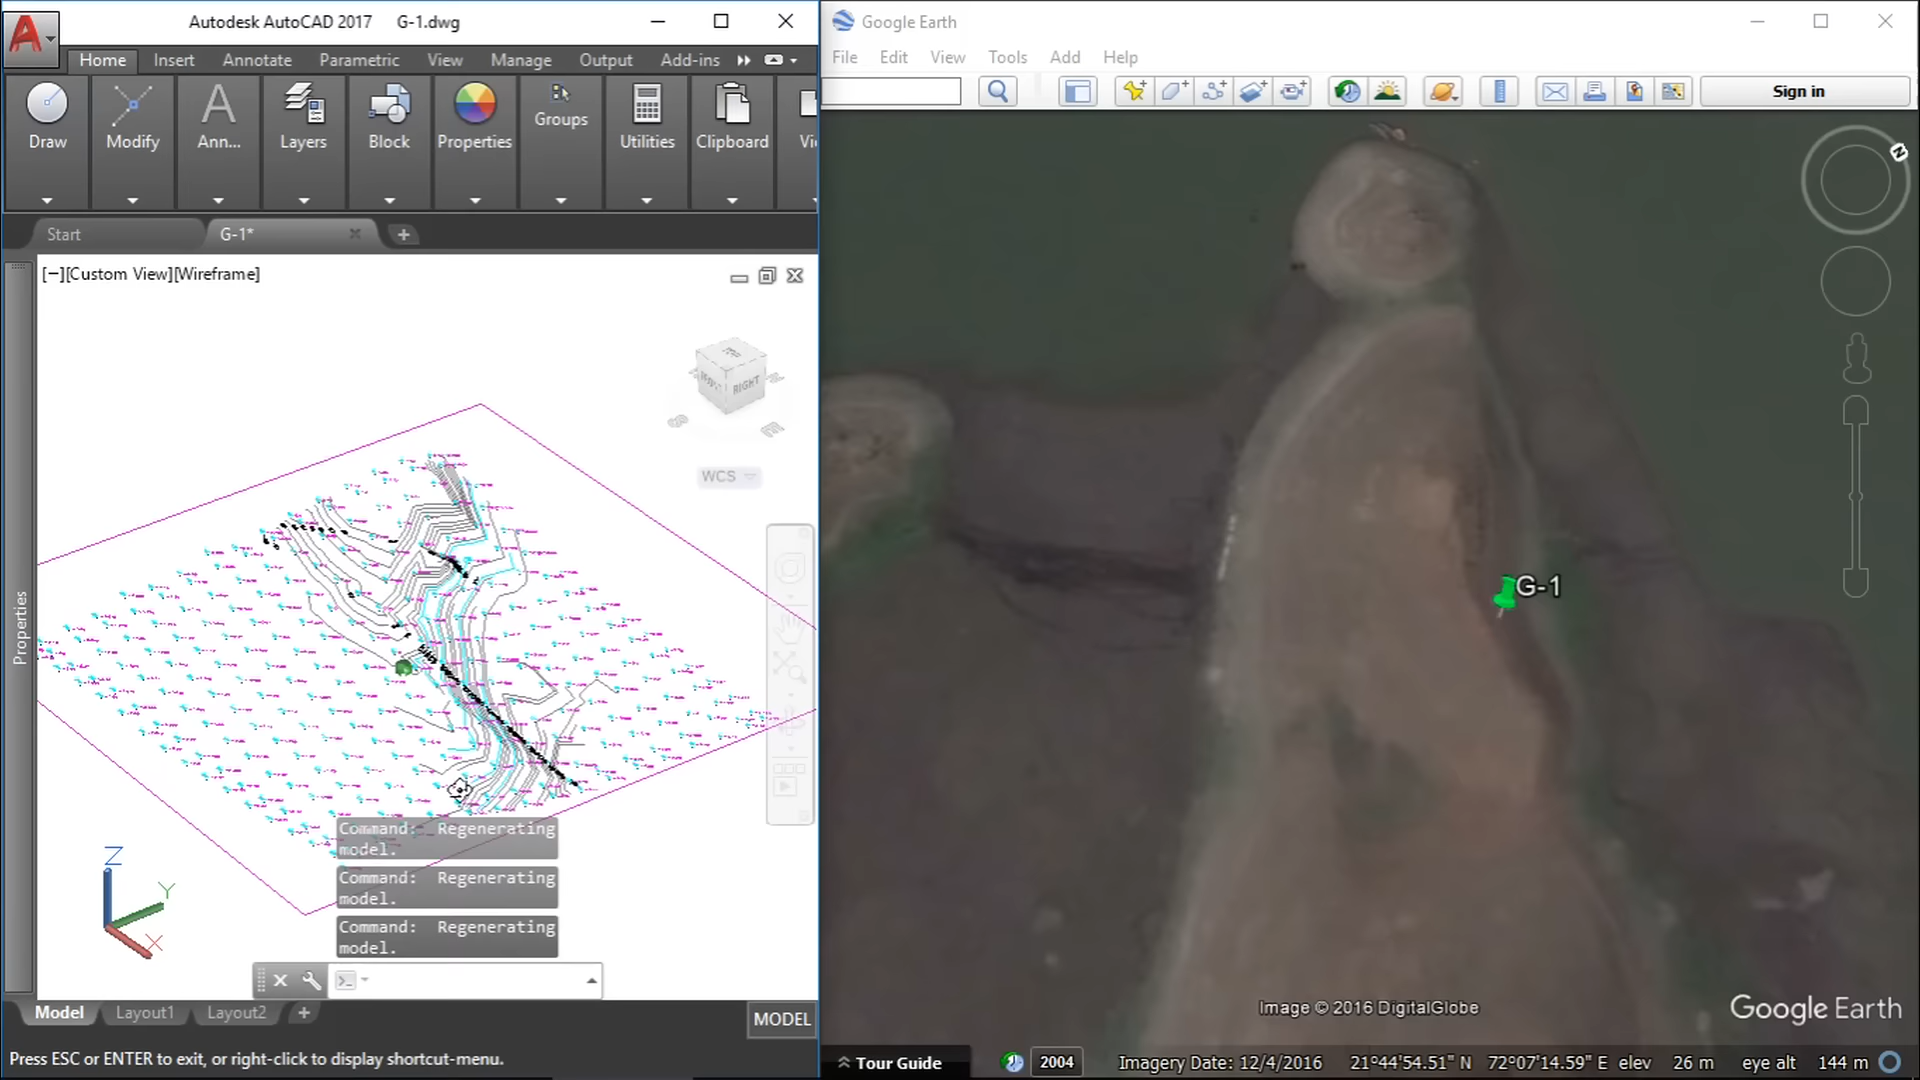 Autodesk AutoCAD 2017 G-1.dwg
Home Insert Annotate Parametric View Manage Output Add-ins
Draw
Modify
Ann...
Layers
Block
Properties
Groups
Utilities
Clipboard
Start
G-1*
[−][Custom View][Wireframe]
TOP
RIGHT
S
E
WCS
Properties
Z
Y
X
Command: Regenerating
model.
Command: Regenerating
model.
Command: Regenerating
model.
Model Layout1 Layout2
MODEL
Press ESC or ENTER to exit, or right-click to display shortcut-menu.
Google Earth
File Edit View Tools Add Help
Sign in
N
G-1
Image © 2016 DigitalGlobe
Google Earth
Tour Guide
2004
Imagery Date: 12/4/2016 21°44'54.51" N 72°07'14.59" E elev 26 m eye alt 144 m